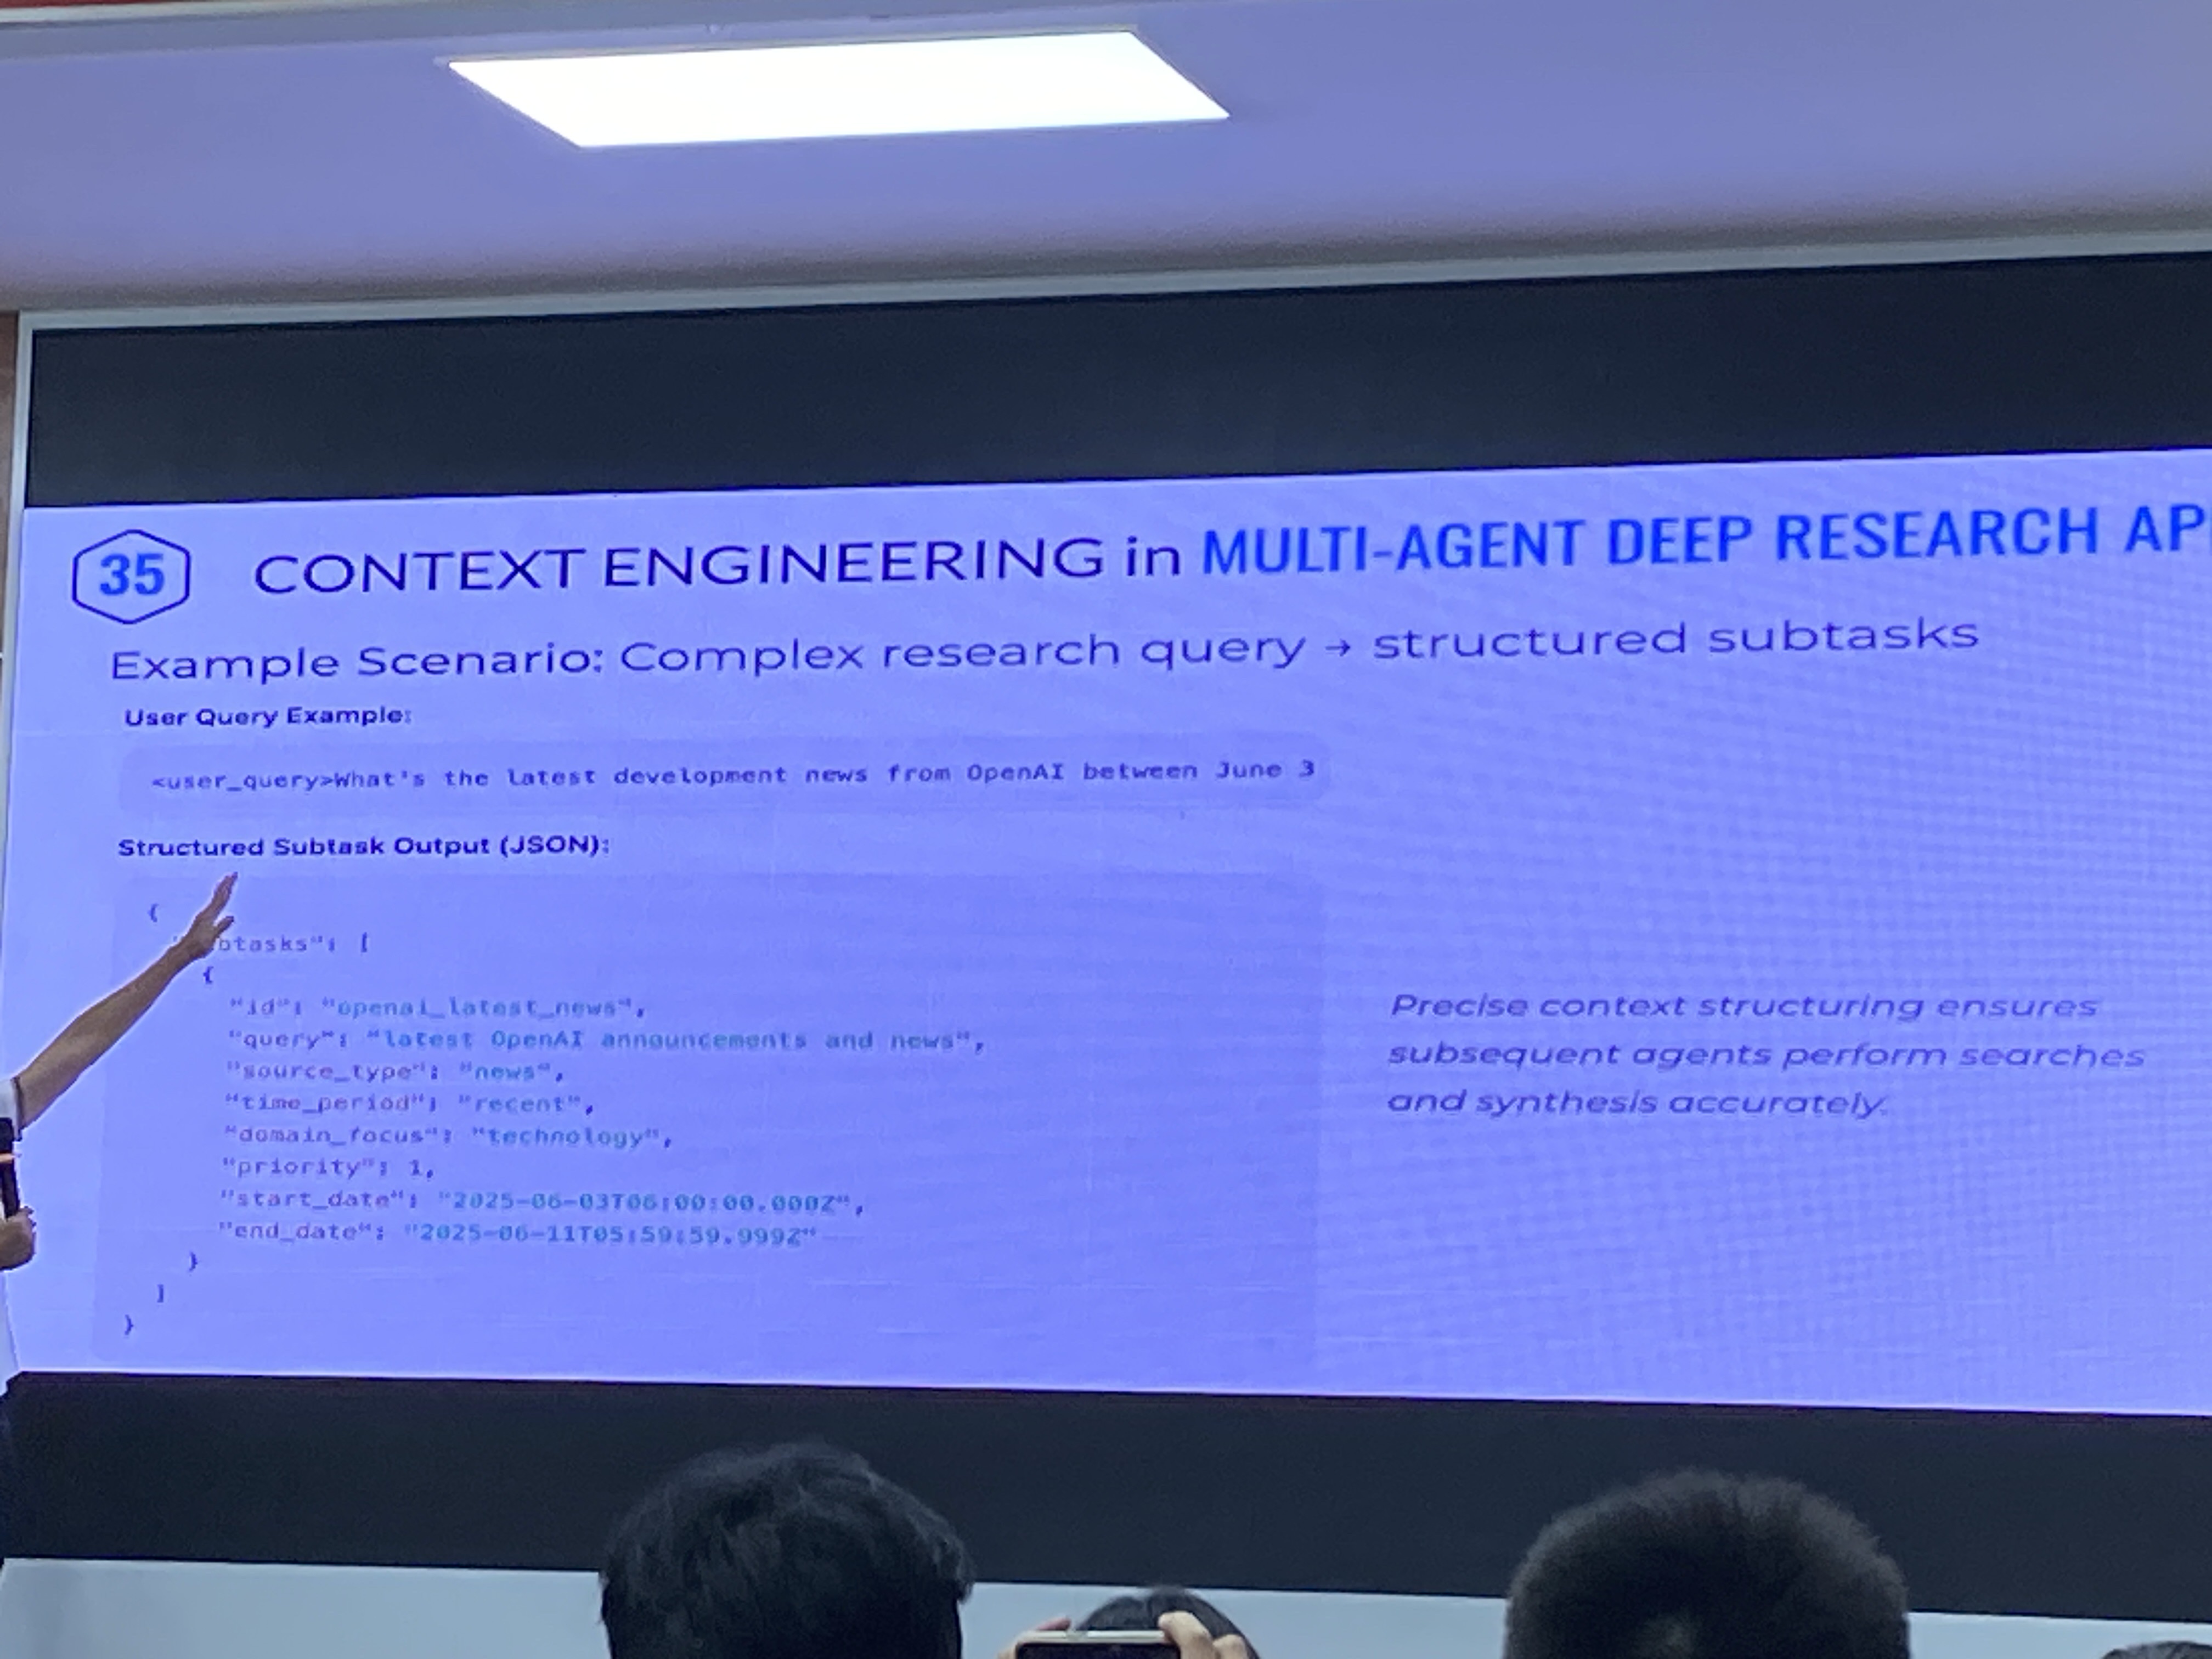 35
CONTEXT ENGINEERING in MULTI-AGENT DEEP RESEARCH AP
Example Scenario: Complex research query → structured subtasks
User Query Example:
<user_query>What's the latest development news from OpenAI between June 3
Structured Subtask Output (JSON):
{
btasks": [
{
"id": "openai_latest_news",
"query": "latest OpenAI announcements and news",
"source_type": "news",
"time_period": "recent",
"domain_focus": "technology",
"priority": 1,
"start_date": "2025-06-03T06:00:00.000Z",
"end_date": "2025-06-11T05:59:59.999Z"
}
]
}
Precise context structuring ensures
subsequent agents perform searches
and synthesis accurately.